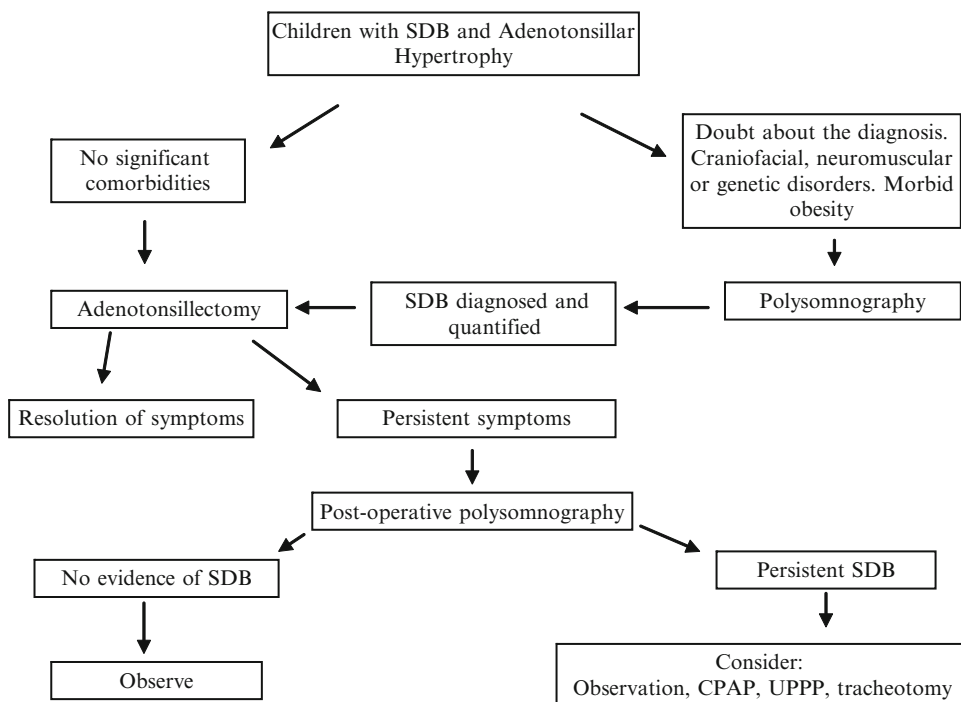 Children with SDB and Adenotonsillar
Hypertrophy
No significant
comorbidities
Doubt about the diagnosis.
Craniofacial, neuromuscular
or genetic disorders. Morbid
obesity
Adenotonsillectomy
SDB diagnosed and
quantified
Polysomnography
Resolution of symptoms
Persistent symptoms
Post-operative polysomnography
No evidence of SDB
Persistent SDB
Observe
Consider:
Observation, CPAP, UPPP, tracheotomy